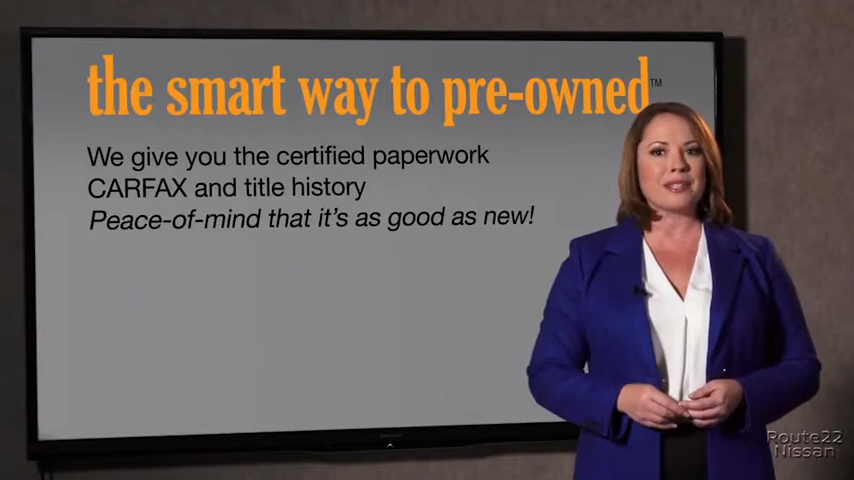 the smart way to pre-owned™
We give you the certified paperwork
CARFAX and title history
Peace-of-mind that it's as good as new!
Route22
Nissan